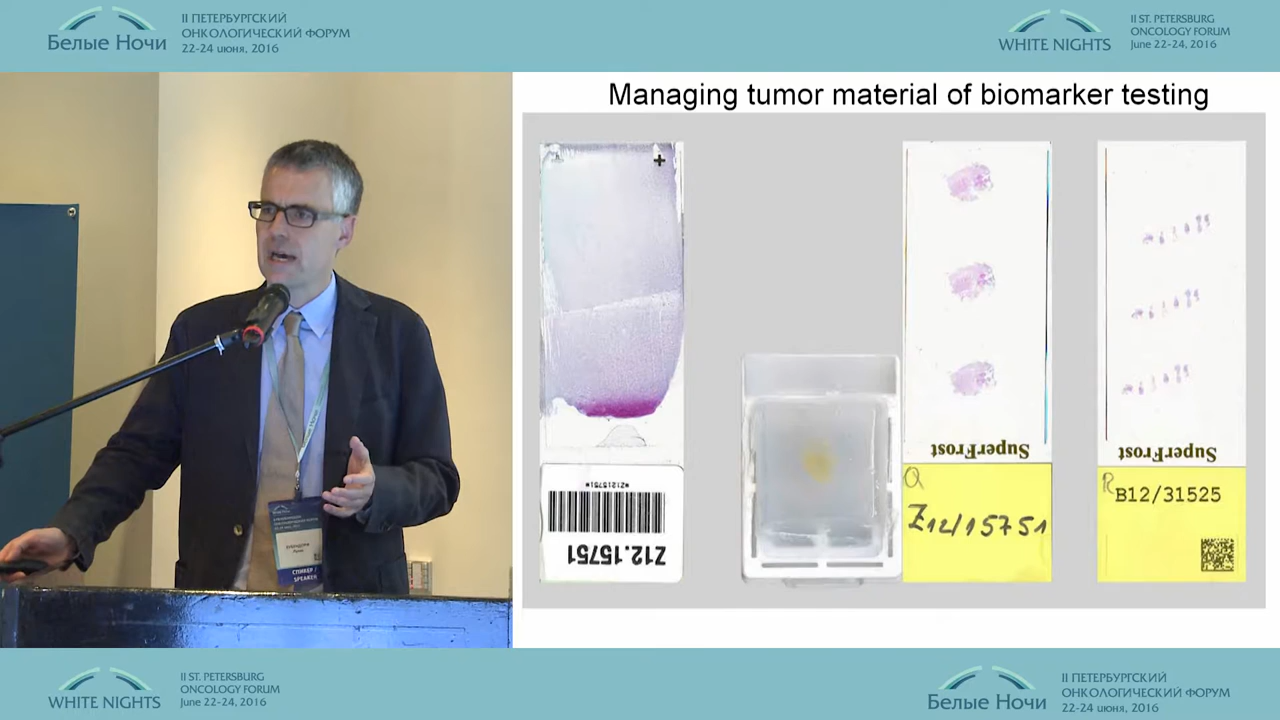 Белые Ночи
II ПЕТЕРБУРГСКИЙ
ОНКОЛОГИЧЕСКИЙ ФОРУМ
22-24 июня, 2016
WHITE NIGHTS
II ST. PETERSBURG
ONCOLOGY FORUM
June 22-24, 2016
Managing tumor material of biomarker testing
+
*Z1215751*
Z12.15751
SuperFrost
Q
Z12/15751
SuperFrost
R
B12/31525
СПИКЕР /
SPEAKER
WHITE NIGHTS
II ST. PETERSBURG
ONCOLOGY FORUM
June 22-24, 2016
Белые Ночи
II ПЕТЕРБУРГСКИЙ
ОНКОЛОГИЧЕСКИЙ ФОРУМ
22-24 июня, 2016